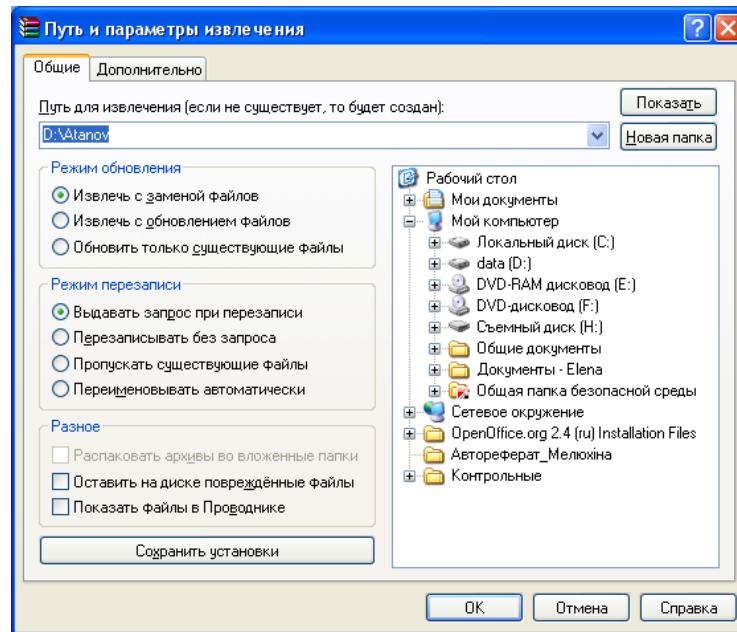 Путь и параметры извлечения
Общие
Дополнительно
Путь для извлечения (если не существует, то будет создан):
Показать
D:\Atanov
Новая папка
Режим обновления
Извлечь с заменой файлов
Извлечь с обновлением файлов
Обновить только существующие файлы
Режим перезаписи
Выдавать запрос при перезаписи
Перезаписывать без запроса
Пропускать существующие файлы
Переименовывать автоматически
Разное
Распаковать архивы во вложенные папки
Оставить на диске повреждённые файлы
Показать файлы в Проводнике
Сохранить установки
Рабочий стол
Мои документы
Мой компьютер
Локальный диск (C:)
data (D:)
DVD-RAM дисковод (E:)
DVD-дисковод (F:)
Съемный диск (H:)
Общие документы
Документы - Elena
Общая папка безопасной среды
Сетевое окружение
OpenOffice.org 2.4 (ru) Installation Files
Автореферат_Мелюхіна
Контрольные
OK
Отмена
Справка